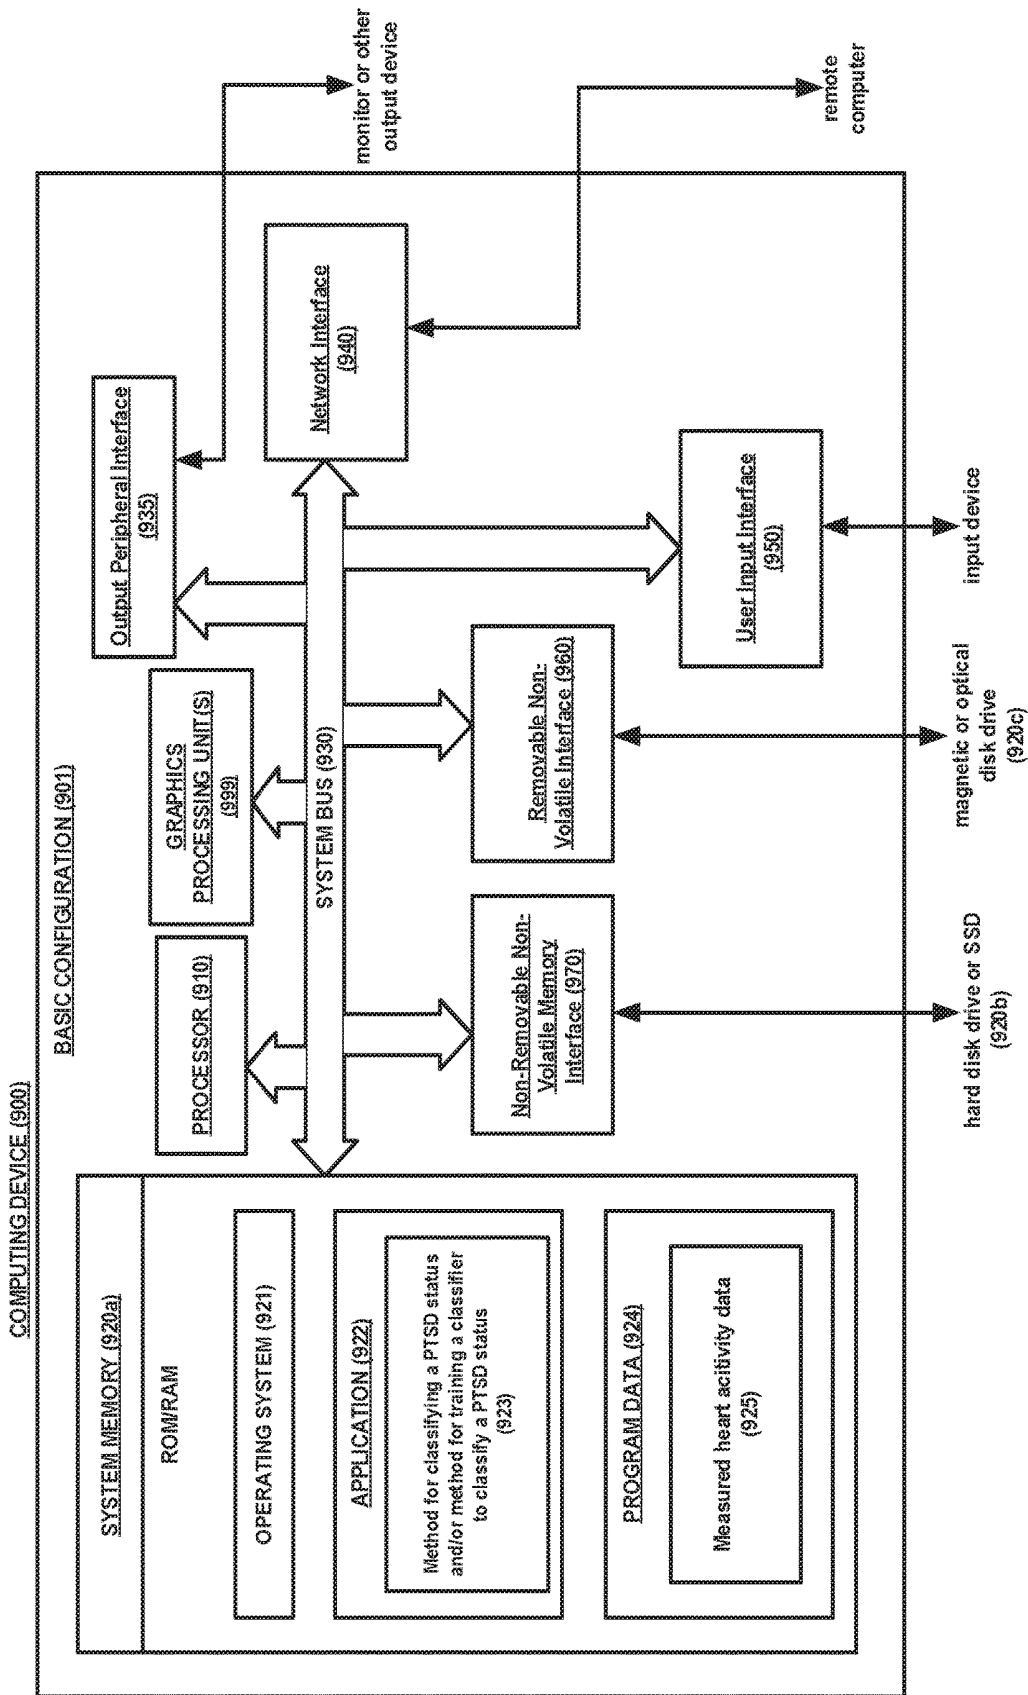 COMPUTING DEVICE (900)
BASIC CONFIGURATION (901)
SYSTEM MEMORY (920a)
ROM/RAM
OPERATING SYSTEM (921)
APPLICATION (922)
Method for classifying a PTSD status
and/or method for training a classifier
to classify a PTSD status
(923)
PROGRAM DATA (924)
Measured heart acitivity data
(925)
PROCESSOR (910)
GRAPHICS
PROCESSING UNIT(S)
(999)
Output Peripheral Interface
(935)
SYSTEM BUS (930)
Network Interface
(940)
Non-Removable Non-
Volatile Memory
Interface (970)
Removable Non-
Volatile Interface (960)
User Input Interface
(950)
monitor or other
output device
remote
computer
hard disk drive or SSD
(920b)
magnetic or optical
disk drive
(920c)
input device